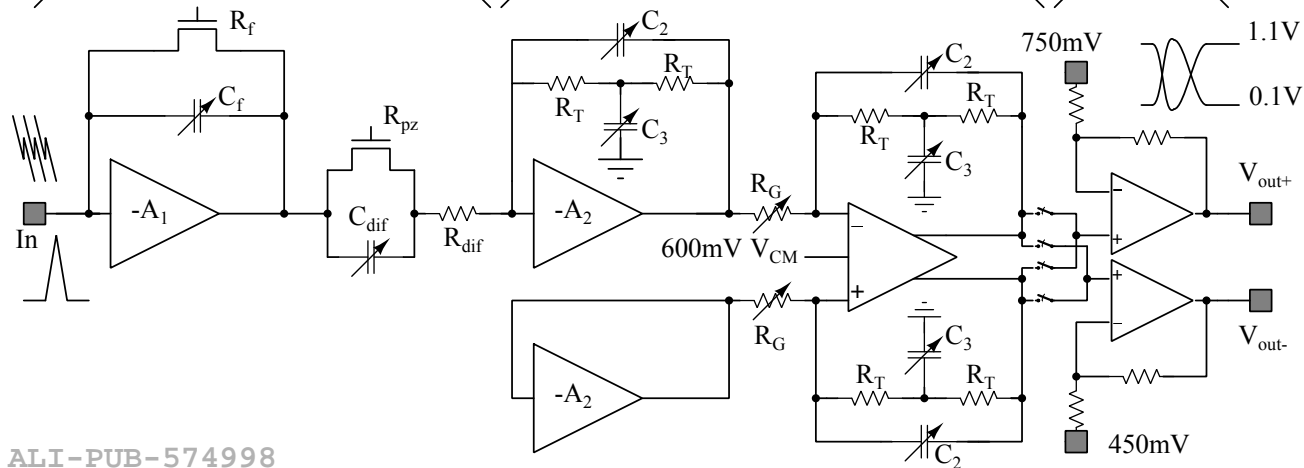 R_f
C_f
In
-A_1
R_pz
C_dif
R_dif
C_2
R_T
R_T
C_3
-A_2
R_G
600mV V_CM
-A_2
R_G
C_2
R_T
R_T
C_3
−
+
C_3
R_T
R_T
C_2
750mV
1.1V
0.1V
−
+
V_out+
+
−
V_out-
450mV
ALI-PUB-574998